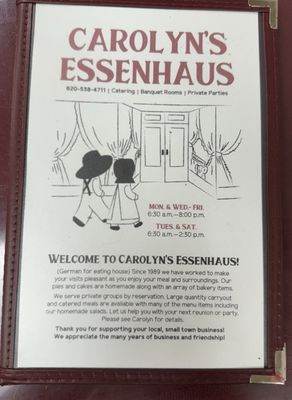 CAROLYN'S
ESSENHAUS
620-538-4711 | Catering | Banquet Rooms | Private Parties
MON. & WED.- FRI.
6:30 a.m.–8:00 p.m.
TUES. & SAT.
6:30 a.m.–2:30 p.m.
WELCOME TO CAROLYN'S ESSENHAUS!
(German for eating house) Since 1989 we have worked to make
your visits pleasant as you enjoy your meal and surroundings. Our
pies and cakes are homemade along with an array of bakery items.
We serve private groups by reservation. Large quantity carryout
and catered meals are available with many of the menu items including
our homemade salads. Let us help you with your next reunion or party.
Please see Carolyn for details.
Thank you for supporting your local, small town business!
We appreciate the many years of business and friendship!